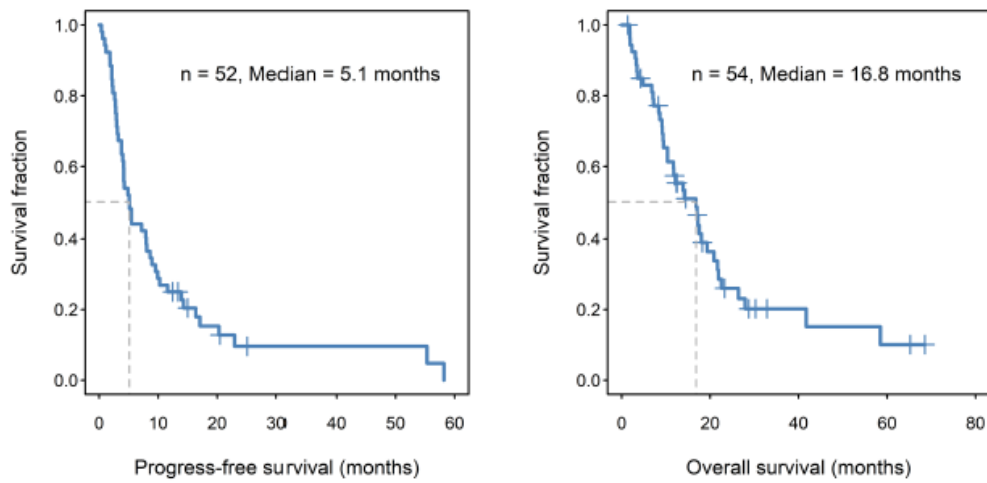 n = 52, Median = 5.1 months
Survival fraction
1.0
0.8
0.6
0.4
0.2
0.0
0 10 20 30 40 50 60
Progress-free survival (months)
n = 54, Median = 16.8 months
Survival fraction
1.0
0.8
0.6
0.4
0.2
0.0
0 20 40 60 80
Overall survival (months)